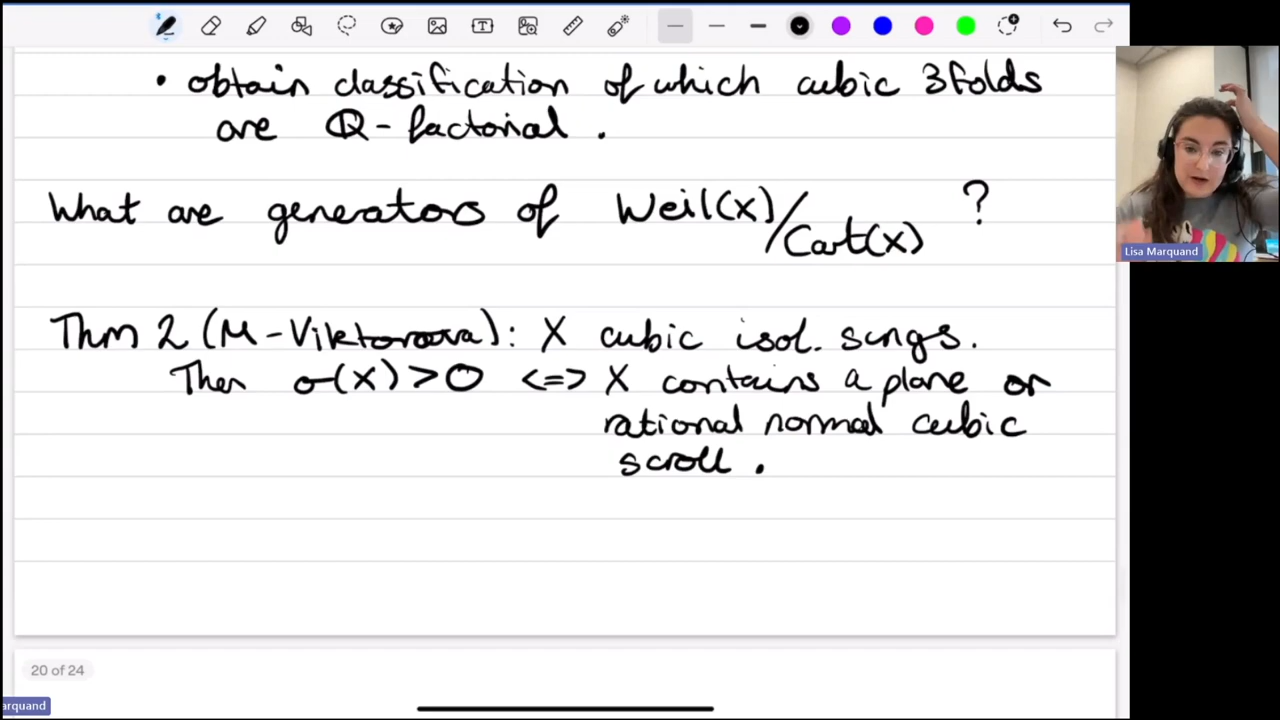 • obtain classification of which cubic 3folds
are ℚ-factorial.
What are generators of Weil(X)/Cart(X) ?
Thm 2 (M-Viktorova): X cubic isol. sings.
Then σ(X)>0 <=> X contains a plane or
rational normal cubic
scroll.
20 of 24
arquand
Lisa Marquand